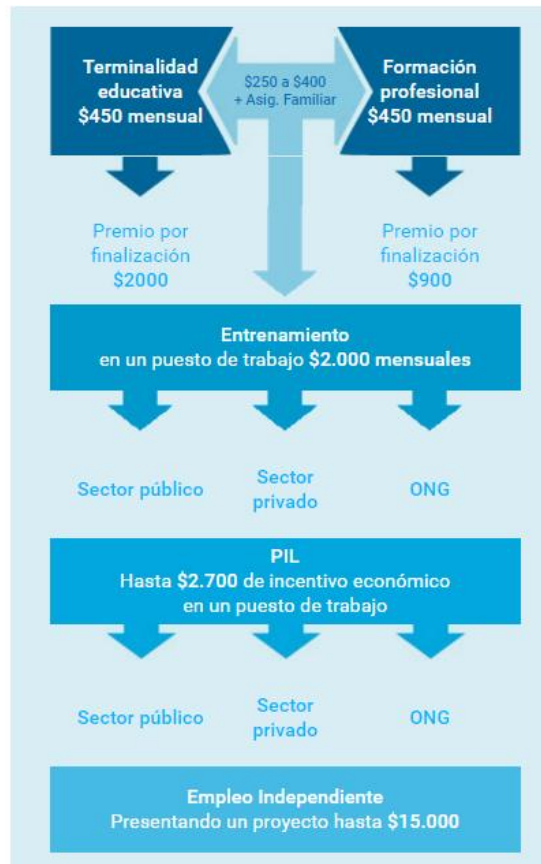 Terminalidad
educativa
$450 mensual
$250 a $400
+ Asig. Familiar
Formación
profesional
$450 mensual
Premio por
finalización
$2000
Premio por
finalización
$900
Entrenamiento
en un puesto de trabajo $2.000 mensuales
Sector público
Sector
privado
ONG
PIL
Hasta $2.700 de incentivo económico
en un puesto de trabajo
Sector público
Sector
privado
ONG
Empleo Independiente
Presentando un proyecto hasta $15.000